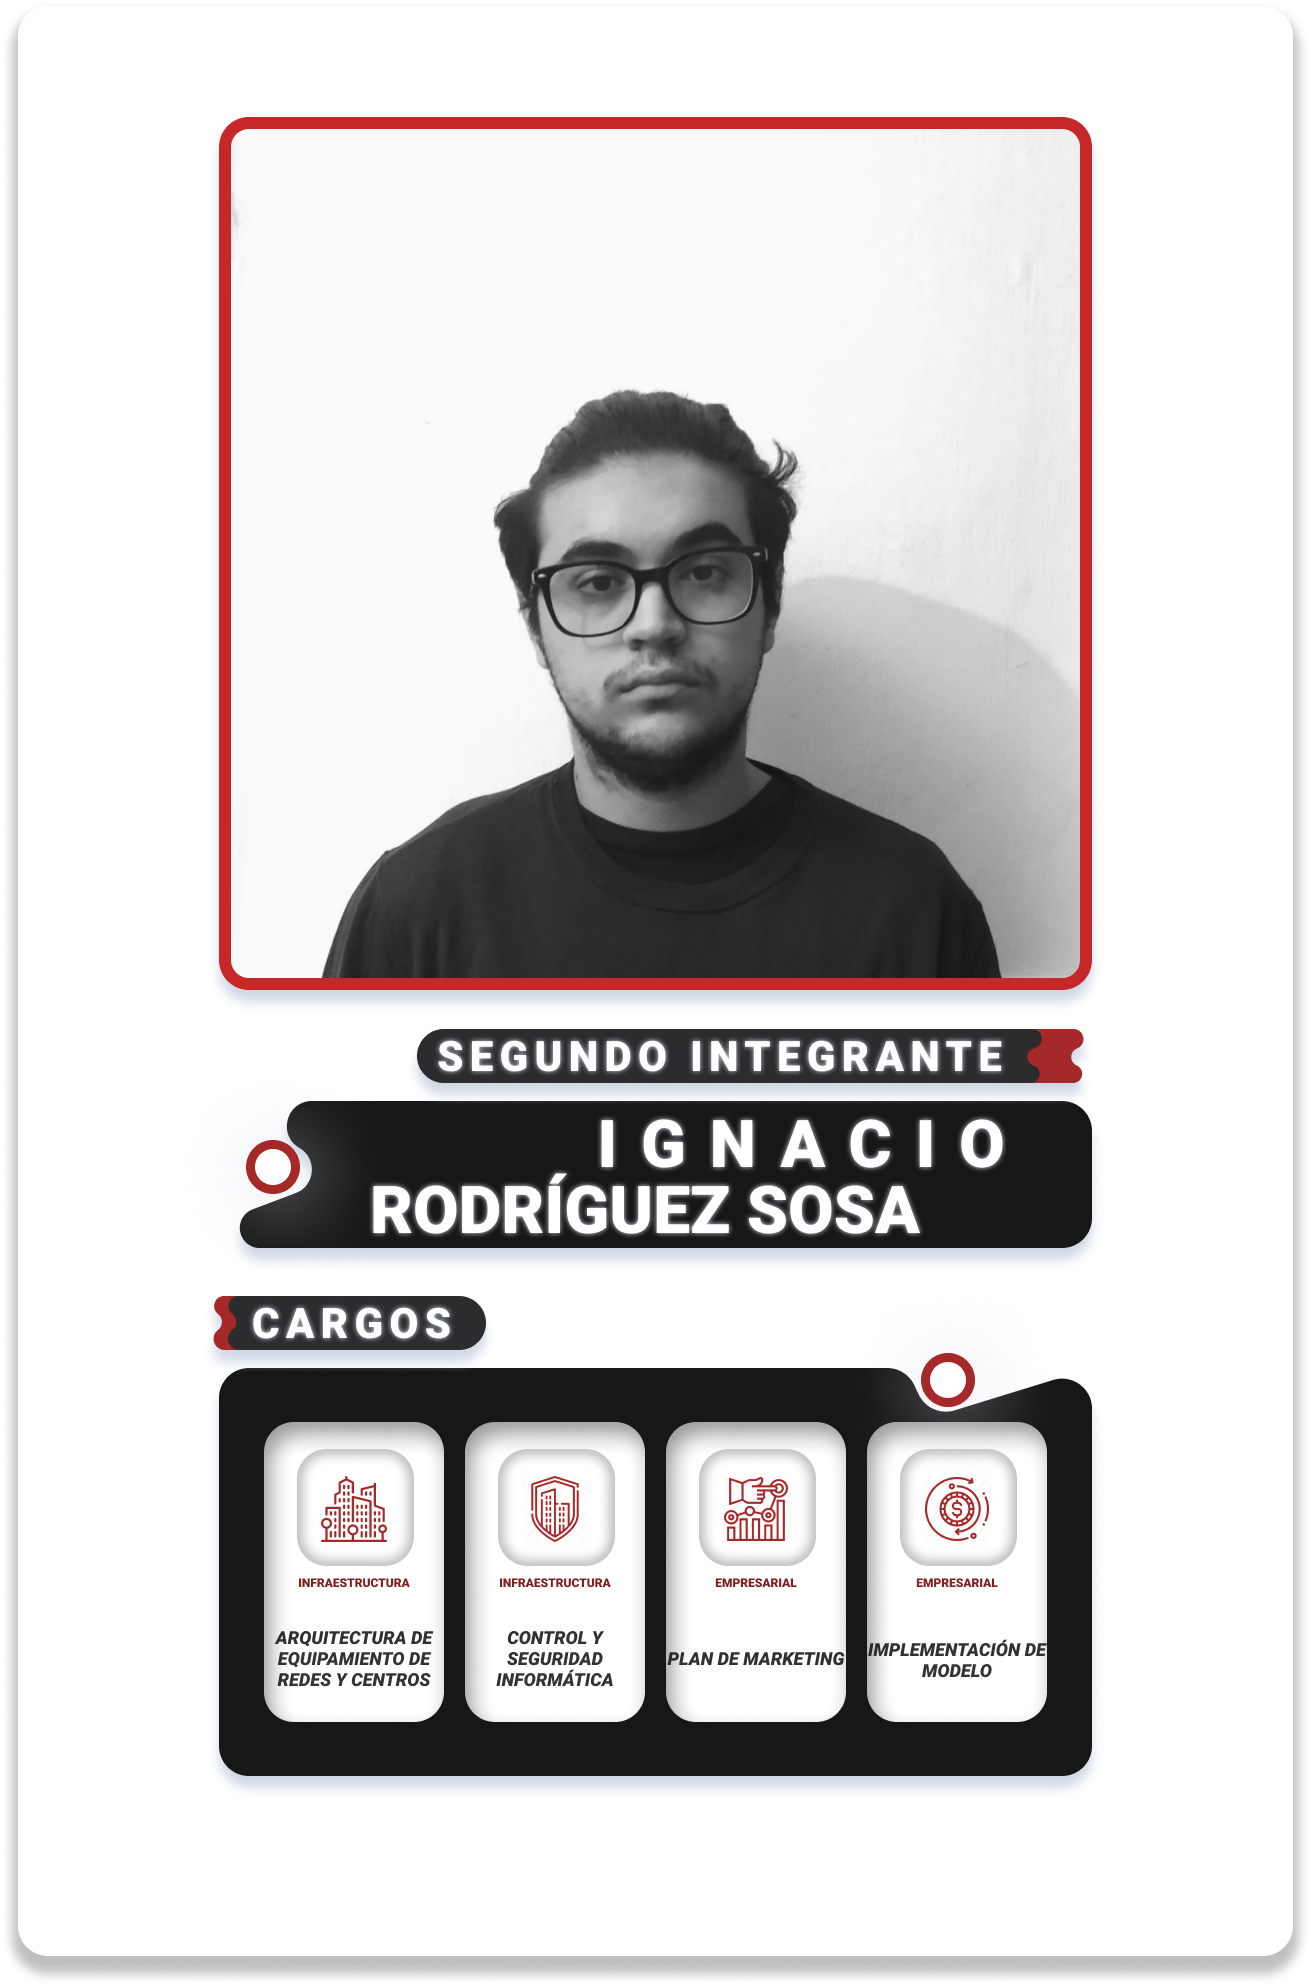 SEGUNDO INTEGRANTE
IGNACIO
RODRÍGUEZ SOSA
CARGOS
INFRAESTRUCTURA
ARQUITECTURA DE
EQUIPAMIENTO DE
REDES Y CENTROS
INFRAESTRUCTURA
CONTROL Y
SEGURIDAD
INFORMÁTICA
EMPRESARIAL
PLAN DE MARKETING
EMPRESARIAL
IMPLEMENTACIÓN DE
MODELO